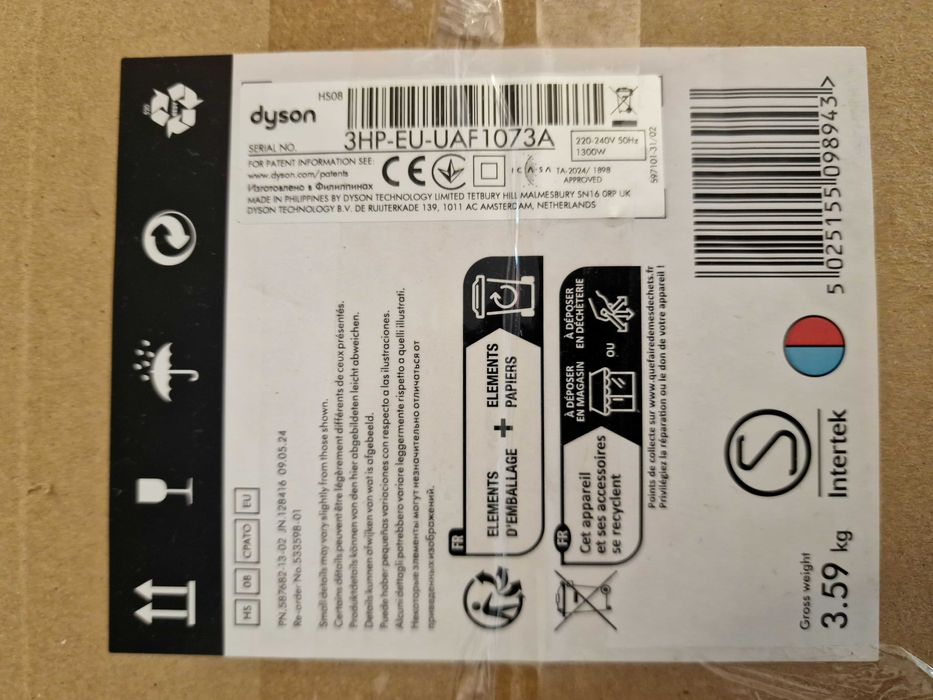 dyson
HS08
SERIAL NO.
3HP-EU-UAF1073A
220-240V 50Hz
1300W
FOR PATENT INFORMATION SEE:
www.dyson.com/patents
Изготовлено в Филиппинах
CE
I C A S A
TA-2024/ 1898
APPROVED
MADE IN PHILIPPINES BY DYSON TECHNOLOGY LIMITED TETBURY HILL MALMESBURY SN16 0RP UK
DYSON TECHNOLOGY B.V. DE RUIJTERKADE 139, 1011 AC AMSTERDAM, NETHERLANDS
597101-31/02
HS 08 CPATO EU
PN.587682-13-02 JN.128416 09.05.24
Re-order No.533598-01
Small details may vary slightly from those shown.
Certains détails peuvent être légèrement différents de ceux présentés.
Produktdetails können von den hier abgebildeten leicht abweichen.
Details kunnen afwijken van wat is afgebeeld.
Puede haber pequeñas variaciones con respecto a las ilustraciones.
Alcuni dettagli potrebbero variare leggermente rispetto a quelli illustrati.
Некоторые элементы могут незначительно отличаться от
приведенных изображений.
FR
ELEMENTS
D'EMBALLAGE
+
ELEMENTS
PAPIERS
FR
Cet appareil
et ses accessoires
se recyclent
À DÉPOSER
EN MAGASIN
OU
À DÉPOSER
EN DÉCHÈTERIE
Points de collecte sur www.quefairedemesdechets.fr
Privilégiez la réparation ou le don de votre appareil !
5 025155 098943 >
S
Intertek
Gross weight
3.59 kg